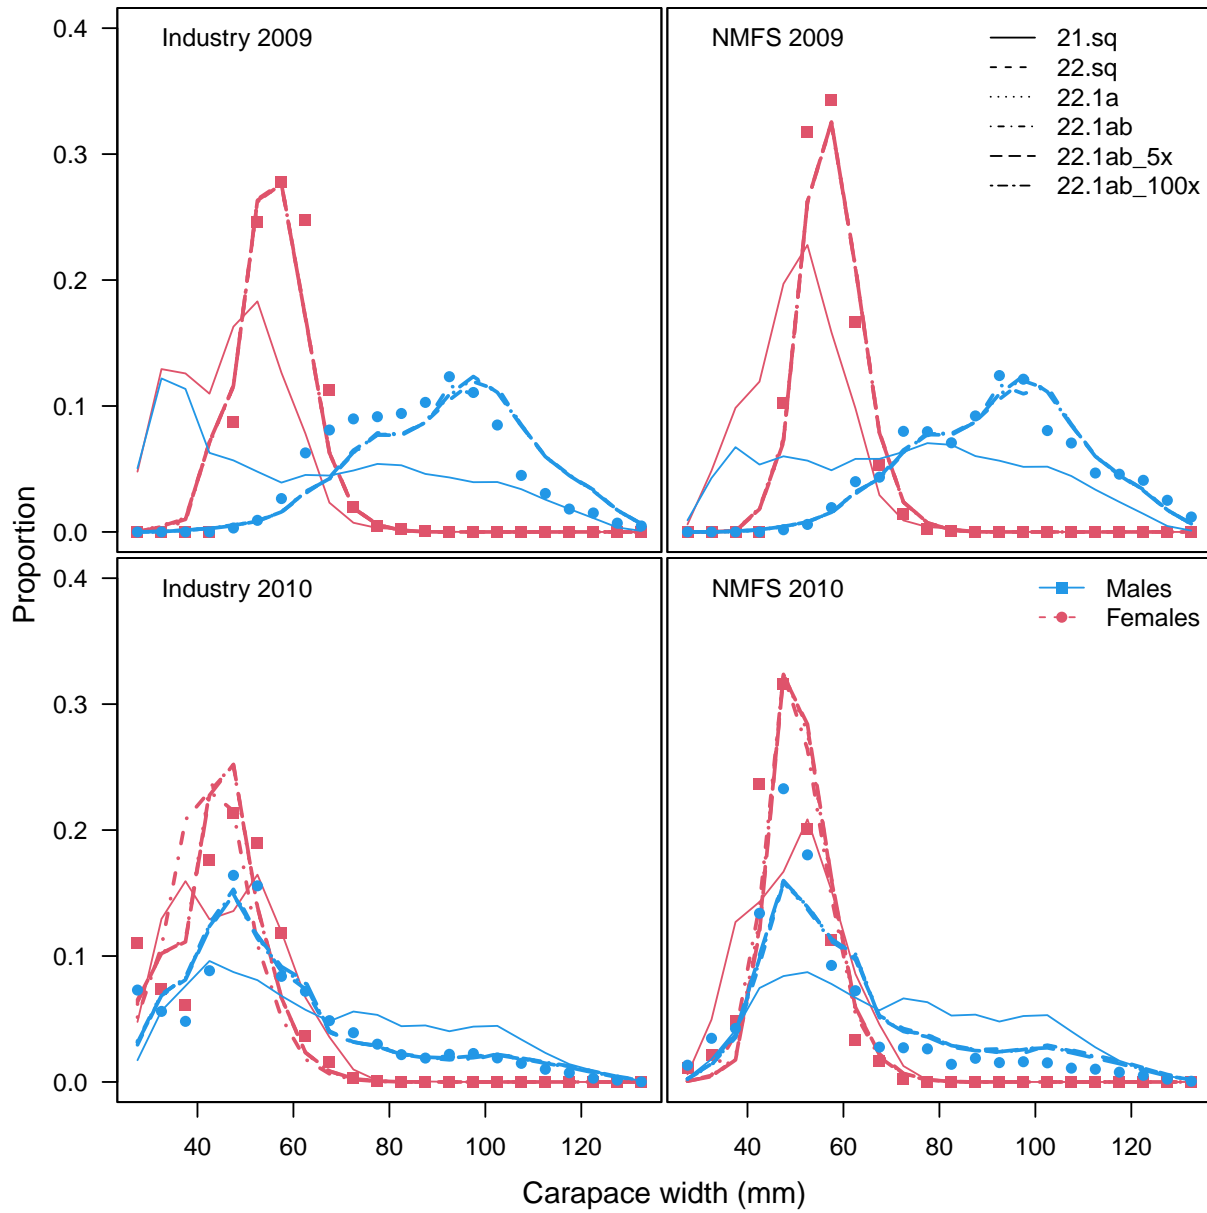 Industry 2009
NMFS 2009
21.sq
22.sq
22.1a
22.1ab
22.1ab_5x
22.1ab_100x
0.4
0.3
0.2
0.1
0.0
Industry 2010
NMFS 2010
Males
Females
0.4
0.3
0.2
0.1
0.0
Proportion
40 60 80 100 120
40 60 80 100 120
Carapace width (mm)